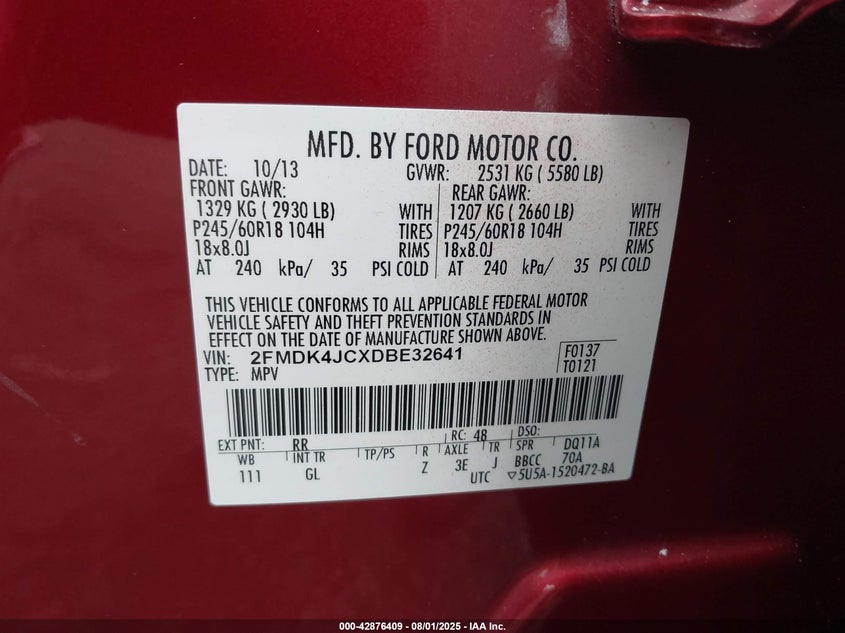 MFD. BY FORD MOTOR CO.
DATE: 10/13 GVWR: 2531 KG ( 5580 LB)
FRONT GAWR: REAR GAWR:
1329 KG ( 2930 LB) WITH 1207 KG ( 2660 LB) WITH
P245/60R18 104H TIRES P245/60R18 104H TIRES
18x8.0J RIMS 18x8.0J RIMS
AT 240 kPa/ 35 PSI COLD AT 240 kPa/ 35 PSI COLD
THIS VEHICLE CONFORMS TO ALL APPLICABLE FEDERAL MOTOR
VEHICLE SAFETY AND THEFT PREVENTION STANDARDS IN
EFFECT ON THE DATE OF MANUFACTURE SHOWN ABOVE.
VIN: 2FMDK4JCXDBE32641 F0137
TYPE: MPV T0121
EXT PNT: RR RC: 48 DSO:
WB INT TR TP/PS R AXLE TR SPR DQ11A
111 GL Z 3E J BBCC 70A
UTC ▽5U5A-1520472-BA
000-42876409 - 08/01/2025 - IAA Inc.